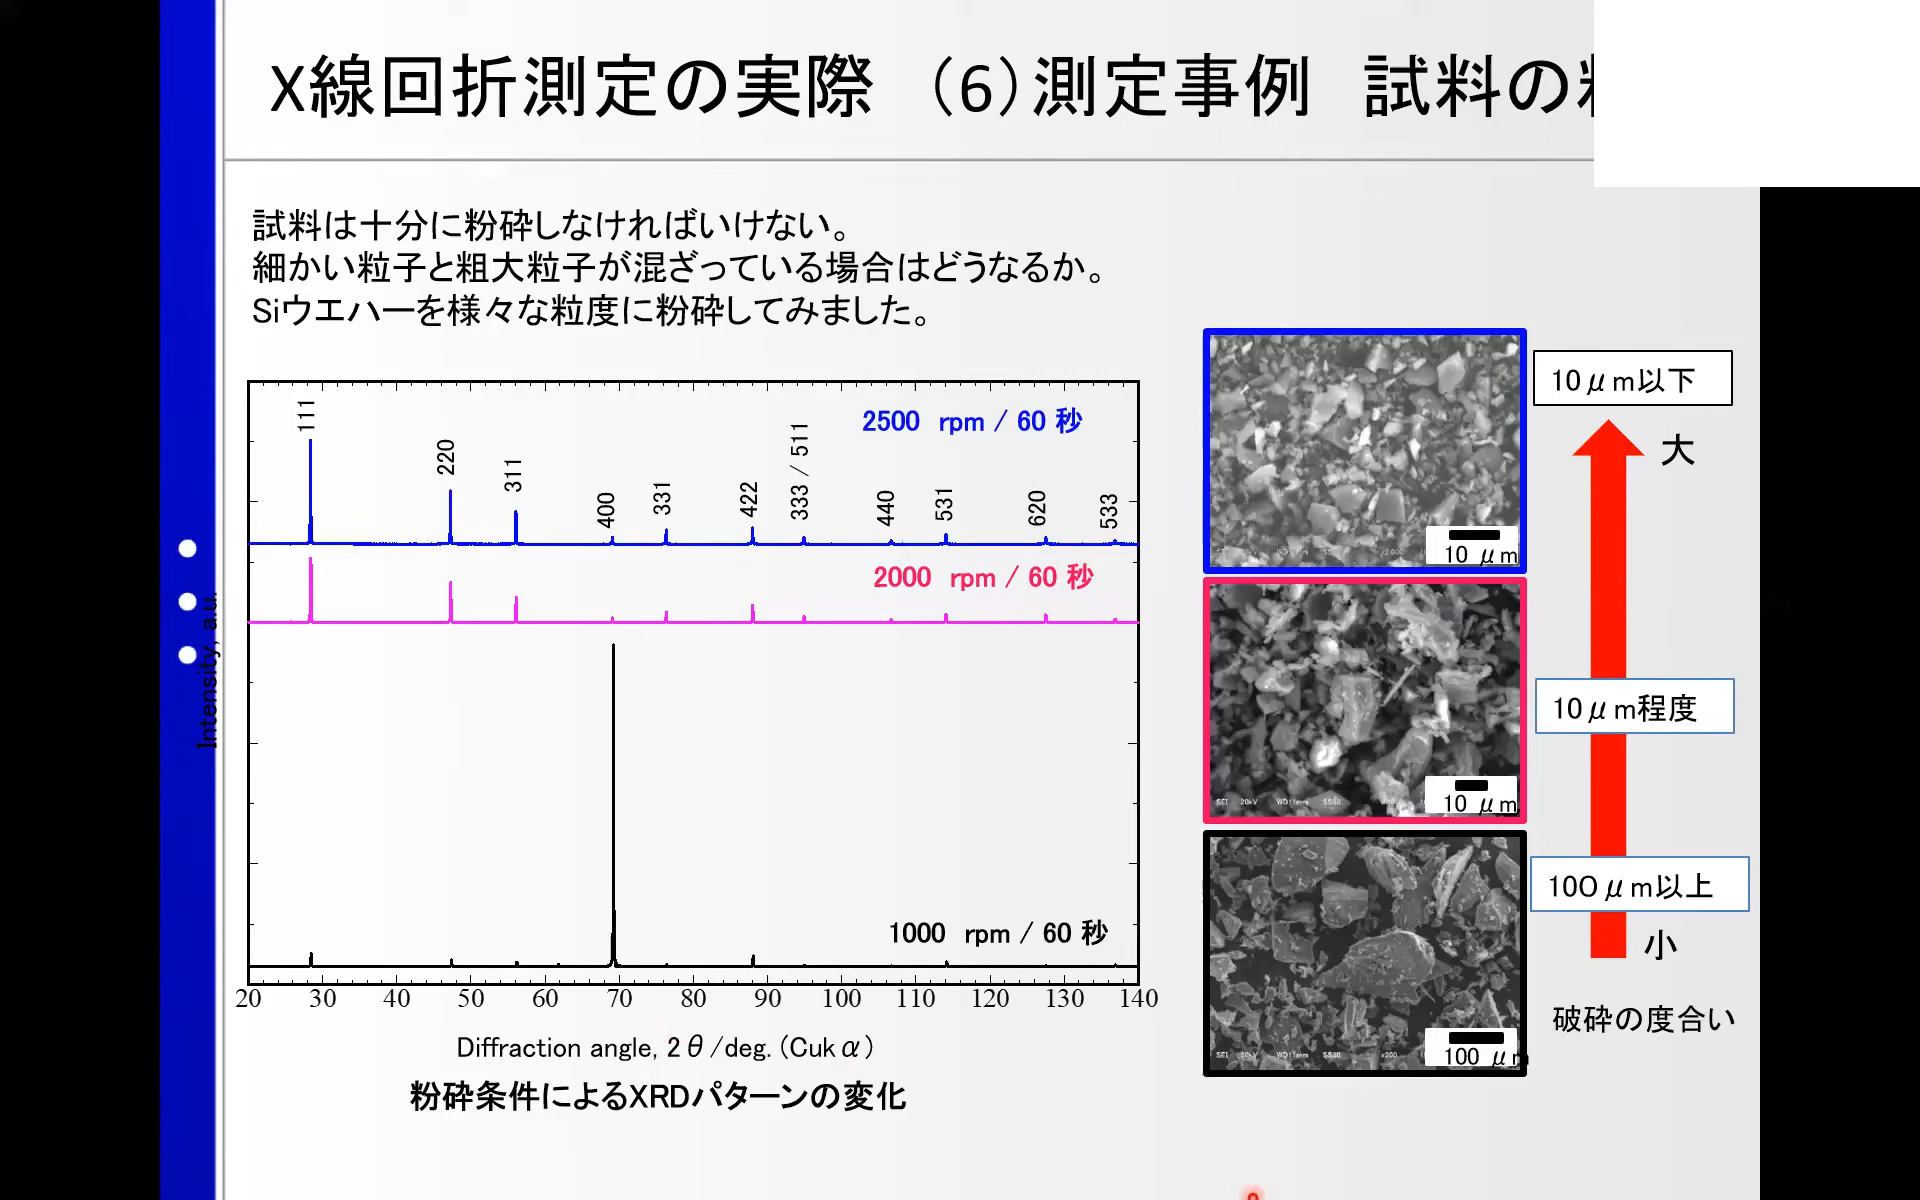 X線回折測定の実際 (6)測定事例 試料の
試料は十分に粉砕しなければいけない。
細かい粒子と粗大粒子が混ざっている場合はどうなるか。
Siウエハーを様々な粒度に粉砕してみました。
Intensity, a.u.
2500 rpm / 60 秒
111
220
311
400
331
422
333 / 511
440
531
620
533
2000 rpm / 60 秒
1000 rpm / 60 秒
20 30 40 50 60 70 80 90 100 110 120 130 140
Diffraction angle, 2θ/deg. (Cukα)
粉砕条件によるXRDパターンの変化
10 μm
SEI 20kV WD11mm SS30
10 μm
SEI 20kV WD11mm SS30 x200
100 μm
10μm以下
大
10μm程度
100μm以上
小
破砕の度合い